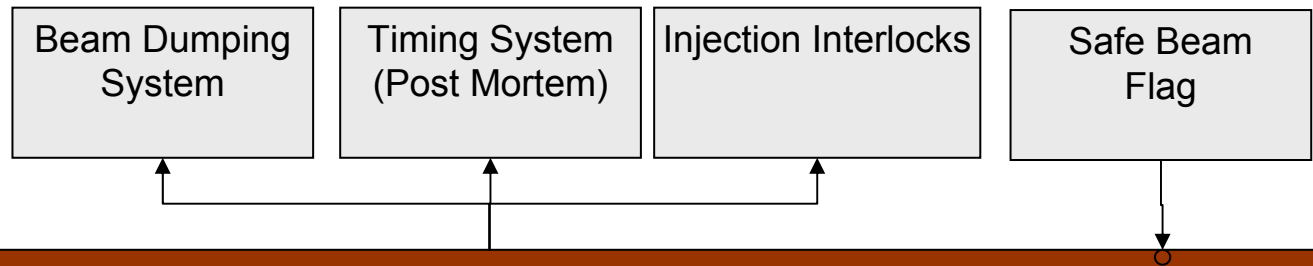 Beam Dumping
System
Timing System
(Post Mortem)
Injection Interlocks
Safe Beam
Flag